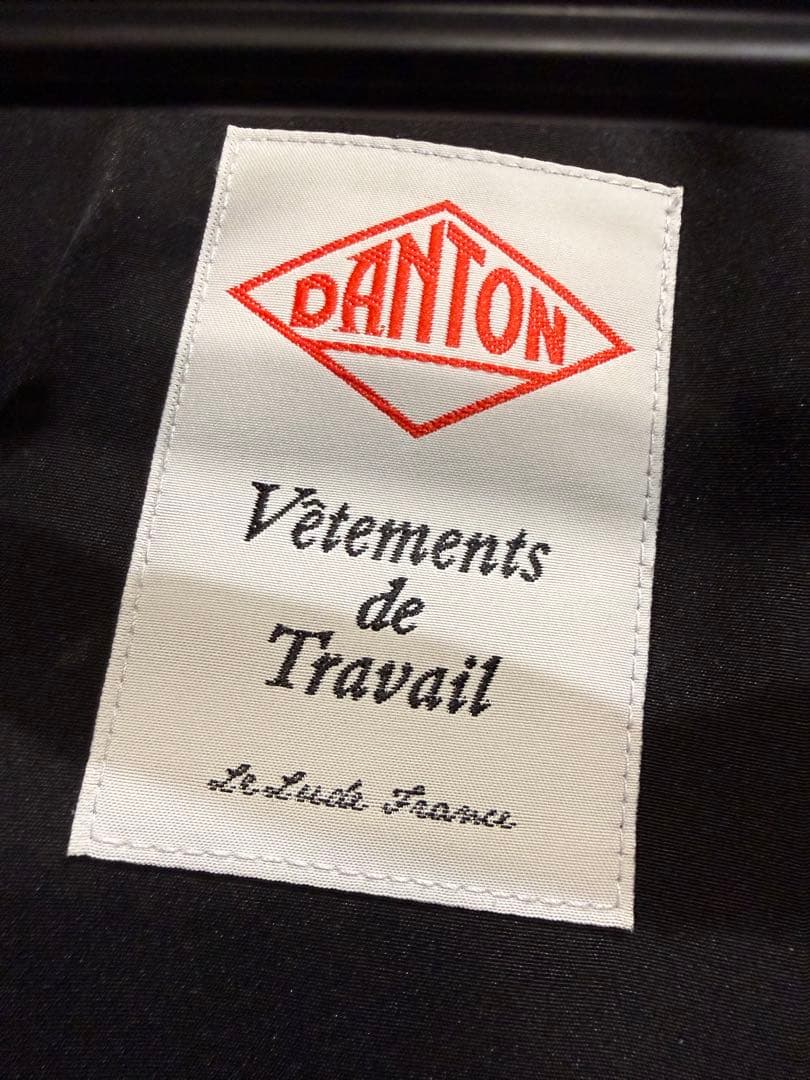 DANTON
Vêtements
de
Travail
Le Lude France